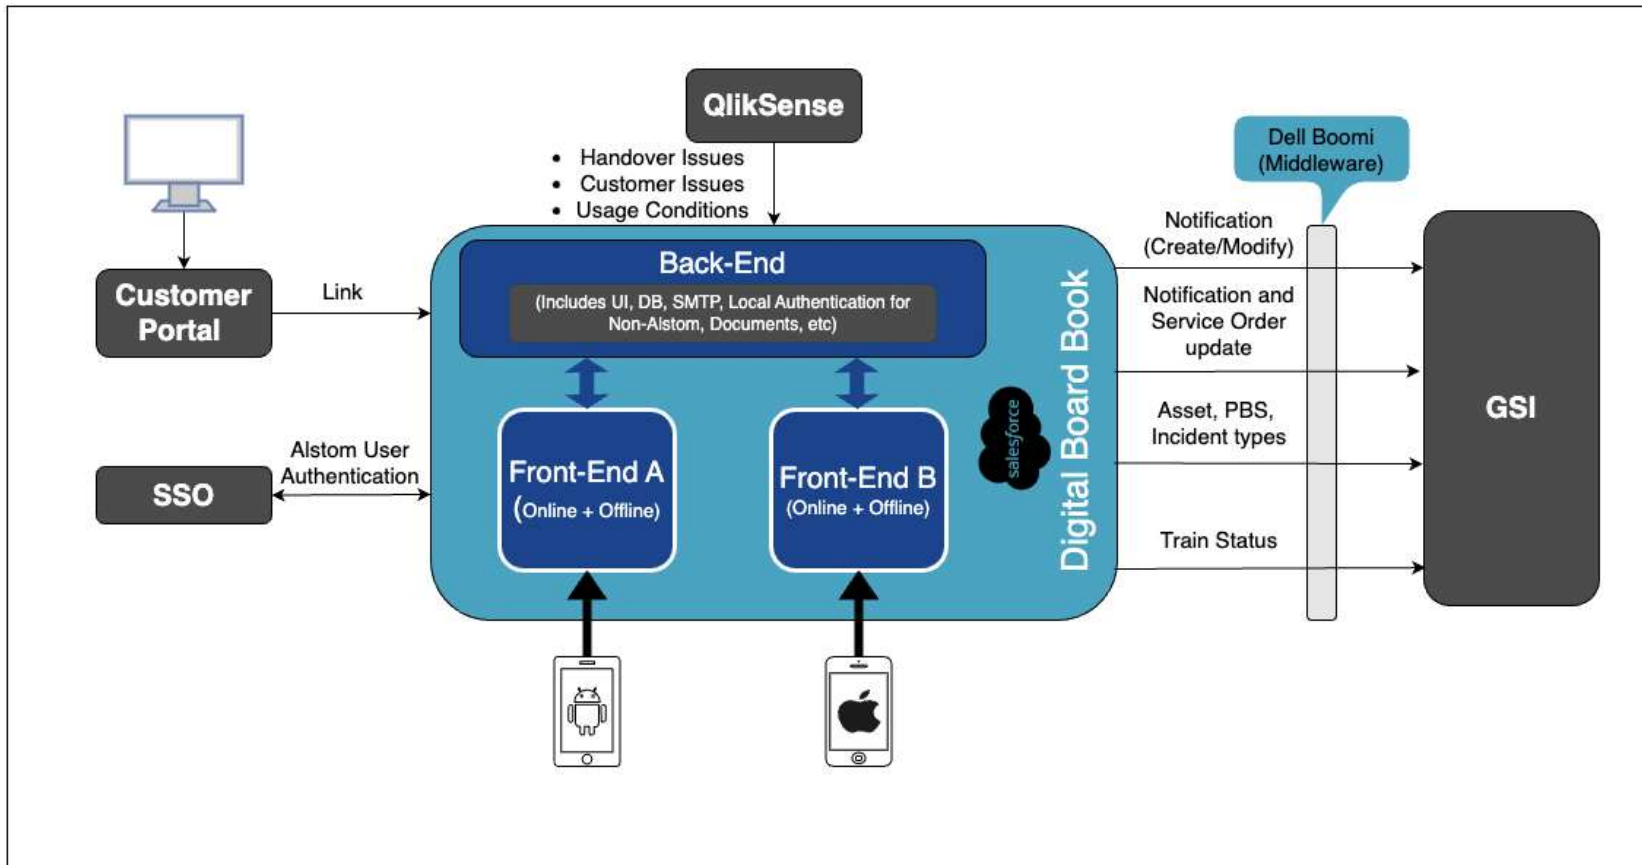 QlikSense
• Handover Issues
• Customer Issues
• Usage Conditions
Dell Boomi
(Middleware)
Customer
Portal
Link
Back-End
(Includes UI, DB, SMTP, Local Authentication for
Non-Alstom, Documents, etc)
Alstom User
Authentication
SSO
Front-End A
(Online + Offline)
Front-End B
(Online + Offline)
salesforce
Digital Board Book
Notification
(Create/Modify)
Notification and
Service Order
update
Asset, PBS,
Incident types
Train Status
GSI